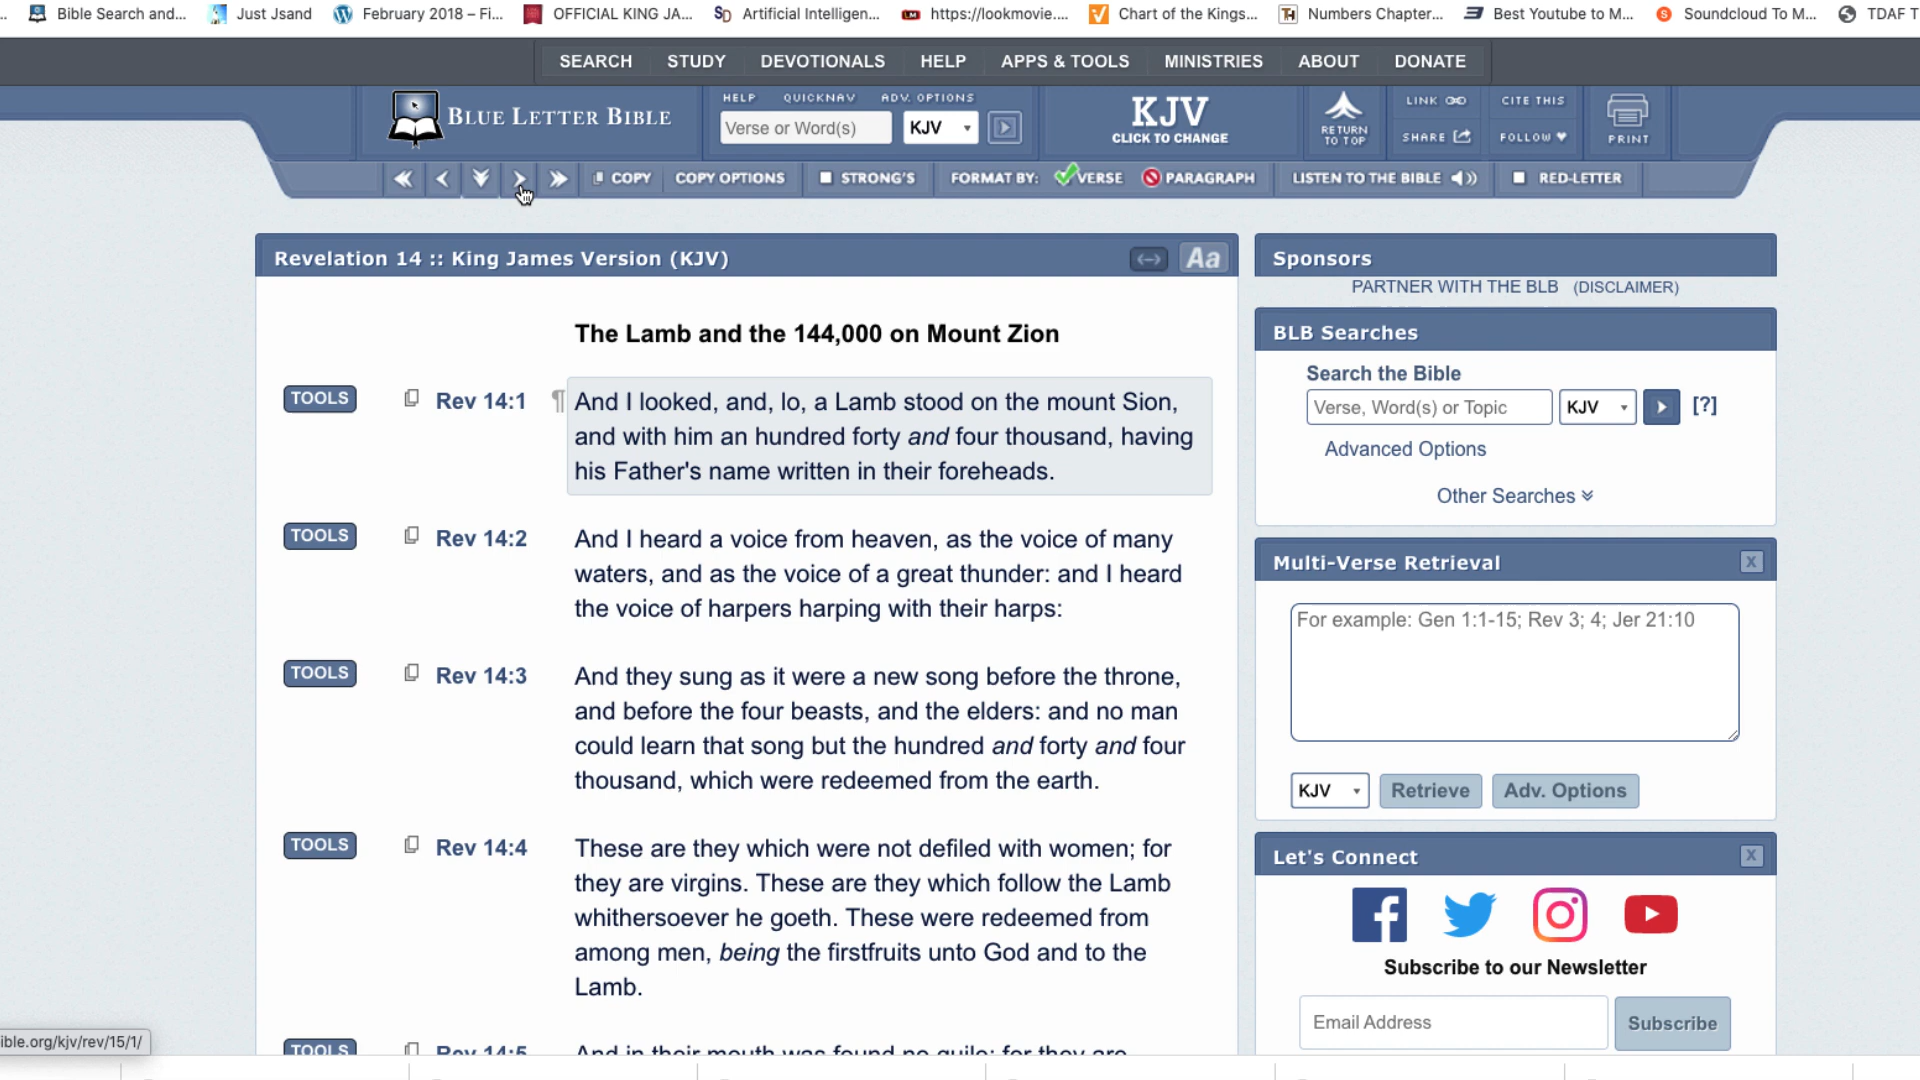 Bible Search and... Just Jsand February 2018 – Fi... OFFICIAL KING JA... Artificial Intelligen... https://lookmovie.... Chart of the Kings... Numbers Chapter... Best Youtube to M... Soundcloud To M... TDAF T
SEARCH STUDY DEVOTIONALS HELP APPS & TOOLS MINISTRIES ABOUT DONATE
BLUE LETTER BIBLE
HELP QUICKNAV ADV. OPTIONS
Verse or Word(s) KJV
KJV
CLICK TO CHANGE
RETURN
TO TOP
LINK CITE THIS
SHARE FOLLOW
PRINT
COPY COPY OPTIONS STRONG'S FORMAT BY: VERSE PARAGRAPH LISTEN TO THE BIBLE RED-LETTER
Revelation 14 :: King James Version (KJV) Aa
The Lamb and the 144,000 on Mount Zion
TOOLS Rev 14:1 ¶ And I looked, and, lo, a Lamb stood on the mount Sion,
and with him an hundred forty and four thousand, having
his Father's name written in their foreheads.
TOOLS Rev 14:2 And I heard a voice from heaven, as the voice of many
waters, and as the voice of a great thunder: and I heard
the voice of harpers harping with their harps:
TOOLS Rev 14:3 And they sung as it were a new song before the throne,
and before the four beasts, and the elders: and no man
could learn that song but the hundred and forty and four
thousand, which were redeemed from the earth.
TOOLS Rev 14:4 These are they which were not defiled with women; for
they are virgins. These are they which follow the Lamb
whithersoever he goeth. These were redeemed from
among men, being the firstfruits unto God and to the
Lamb.
TOOLS Rev 14:5 And in their mouth was found no guile: for they are
Sponsors
PARTNER WITH THE BLB (DISCLAIMER)
BLB Searches
Search the Bible
Verse, Word(s) or Topic KJV [?]
Advanced Options
Other Searches
Multi-Verse Retrieval X
For example: Gen 1:1-15; Rev 3; 4; Jer 21:10
KJV Retrieve Adv. Options
Let's Connect X
Subscribe to our Newsletter
Email Address Subscribe
ible.org/kjv/rev/15/1/